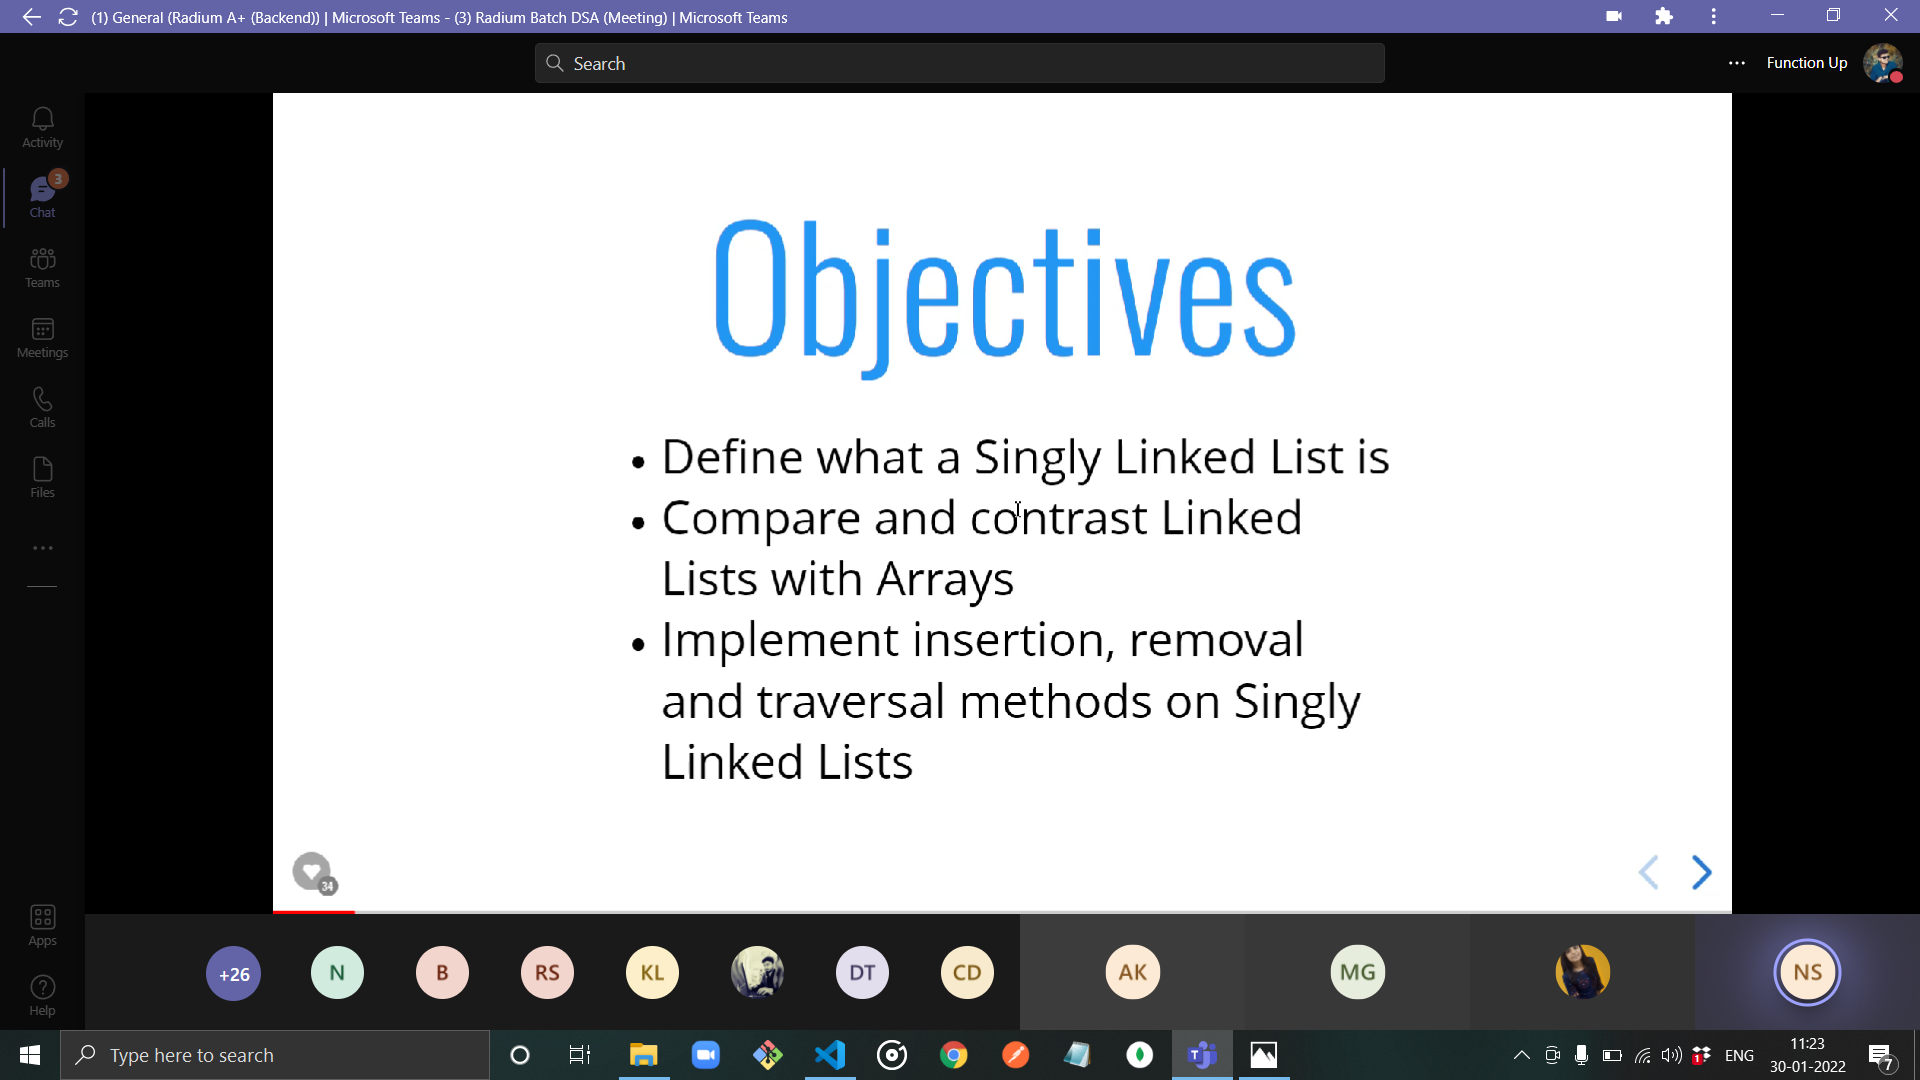 (1) General (Radium A+ (Backend)) | Microsoft Teams - (3) Radium Batch DSA (Meeting) | Microsoft Teams
Search
Function Up
Activity
3
Chat
Teams
Meetings
Calls
Files
Apps
Help
Objectives
• Define what a Singly Linked List is
• Compare and contrast Linked
Lists with Arrays
• Implement insertion, removal
and traversal methods on Singly
Linked Lists
34
+26
N
B
RS
KL
DT
CD
AK
MG
NS
Type here to search
T
1
ENG
11:23
30-01-2022
7